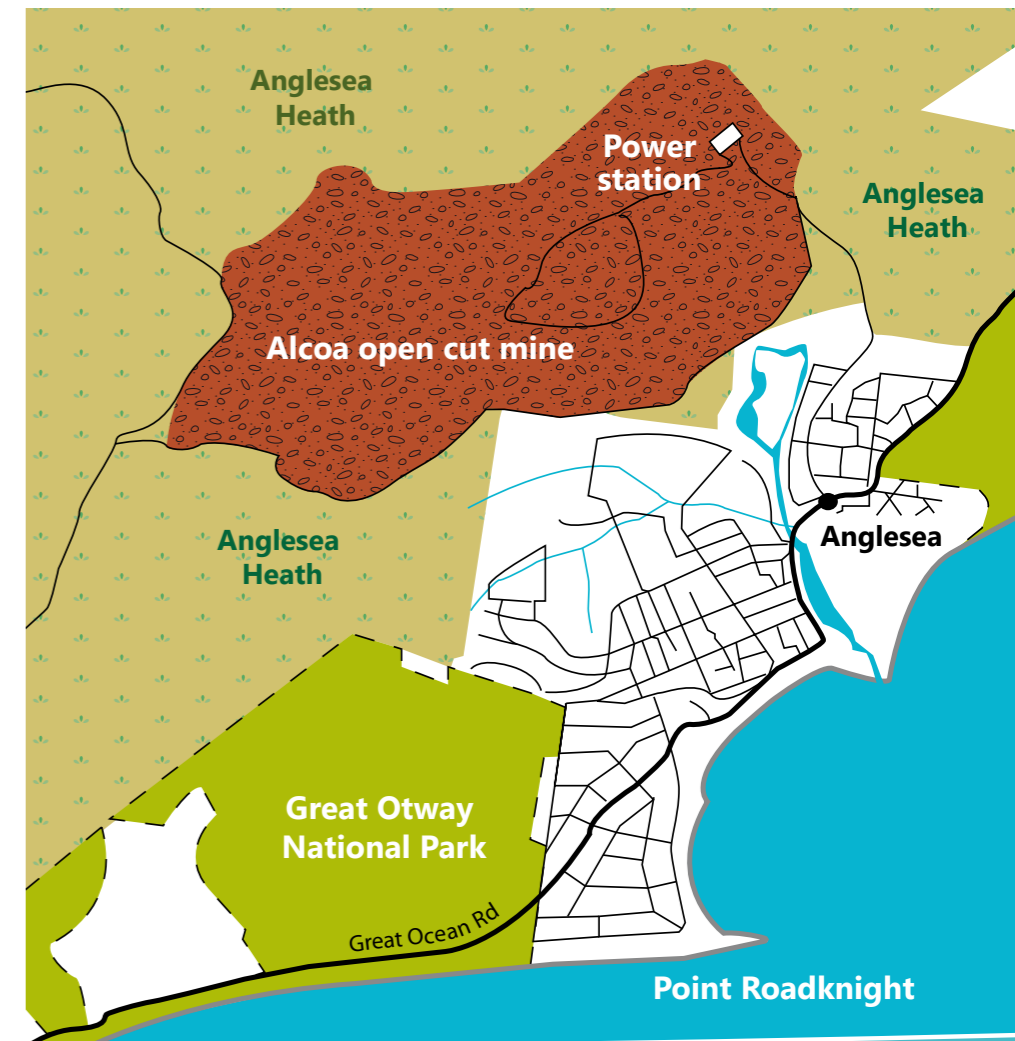 Anglesea
Heath
Power
station
Anglesea
Heath
Alcoa open cut mine
Anglesea
Anglesea
Heath
Great Otway
National Park
Great Ocean Rd
Point Roadknight